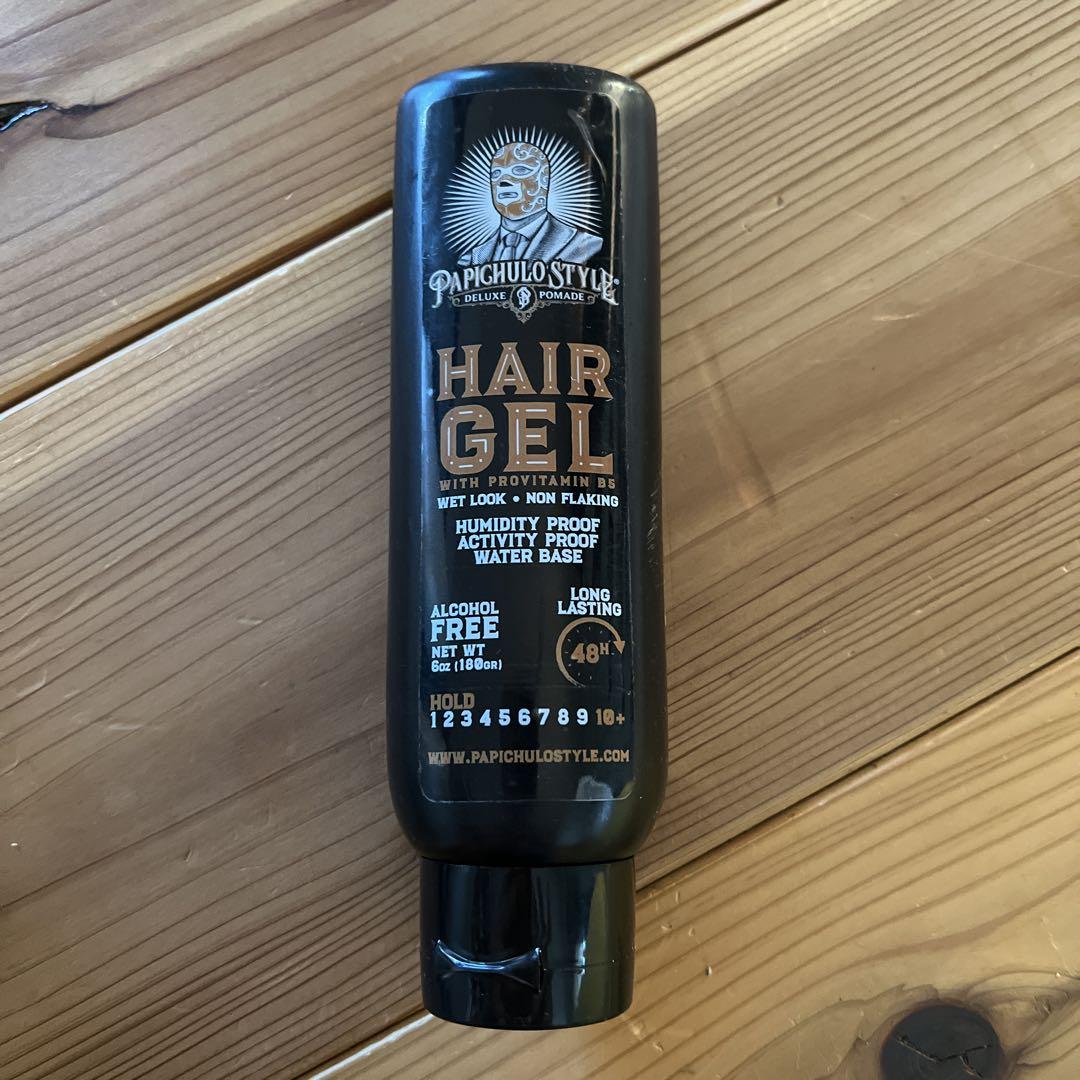 PAPICHULO STYLE®
DELUXE POMADE
HAIR
GEL
WITH PROVITAMIN B5
WET LOOK • NON FLAKING
HUMIDITY PROOF
ACTIVITY PROOF
WATER BASE
ALCOHOL
FREE
NET WT
6oz (180GR)
LONG
LASTING
48H
HOLD
1 2 3 4 5 6 7 8 9 10+
WWW.PAPICHULOSTYLE.COM